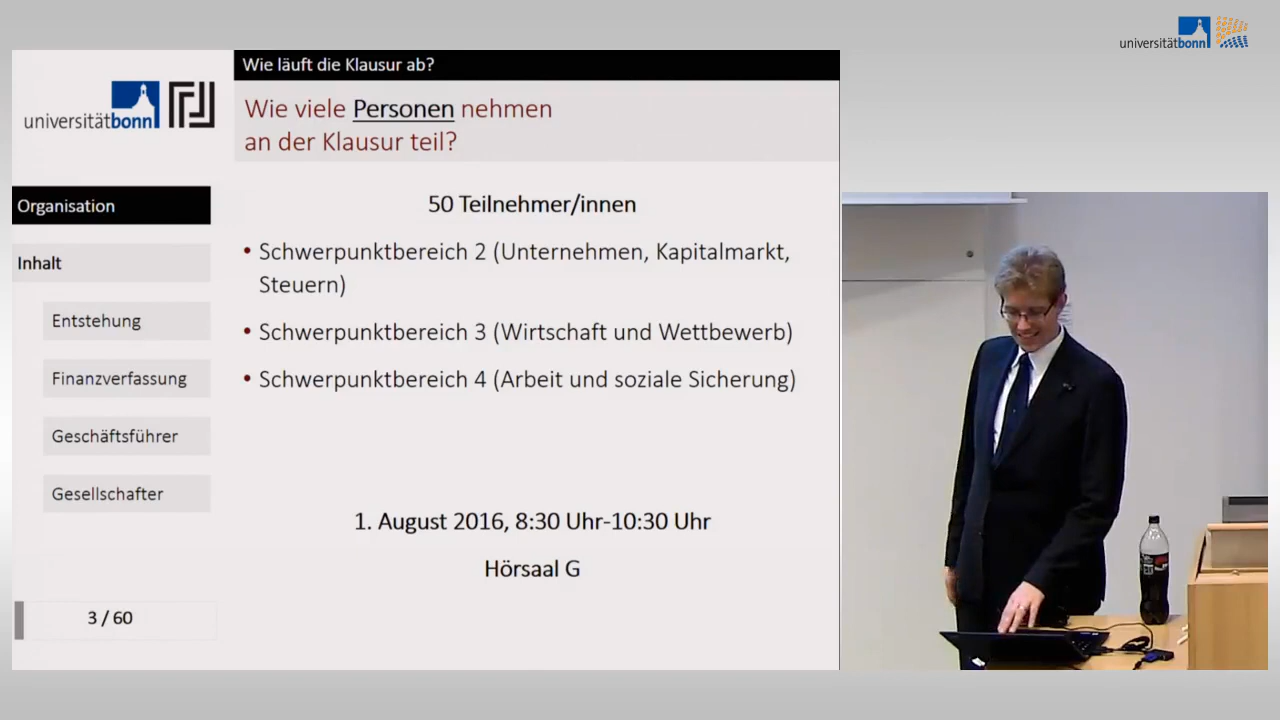 universitätbonn
Wie läuft die Klausur ab?
universitätbonn
Wie viele Personen nehmen
an der Klausur teil?
Organisation
Inhalt
Entstehung
Finanzverfassung
Geschäftsführer
Gesellschafter
3 / 60
50 Teilnehmer/innen
• Schwerpunktbereich 2 (Unternehmen, Kapitalmarkt,
Steuern)
• Schwerpunktbereich 3 (Wirtschaft und Wettbewerb)
• Schwerpunktbereich 4 (Arbeit und soziale Sicherung)
1. August 2016, 8:30 Uhr-10:30 Uhr
Hörsaal G